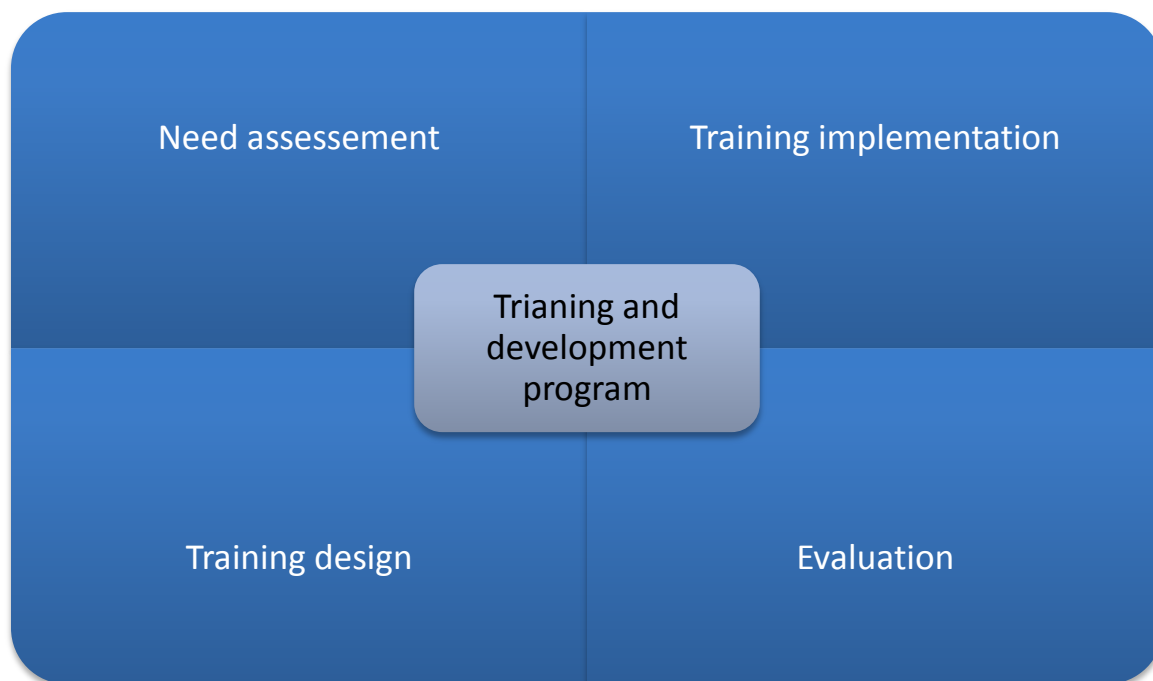 Need assessement
Training implementation
Trianing and
development
program
Training design
Evaluation